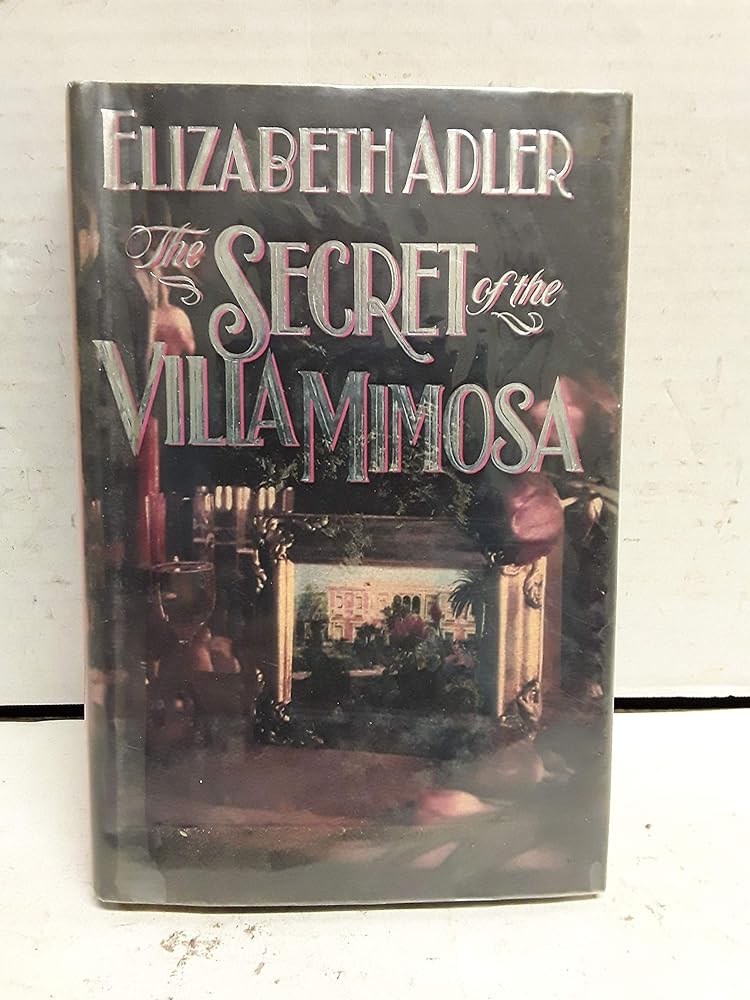 ELIZABETH ADLER
The SECRET of the
VILLA MIMOSA